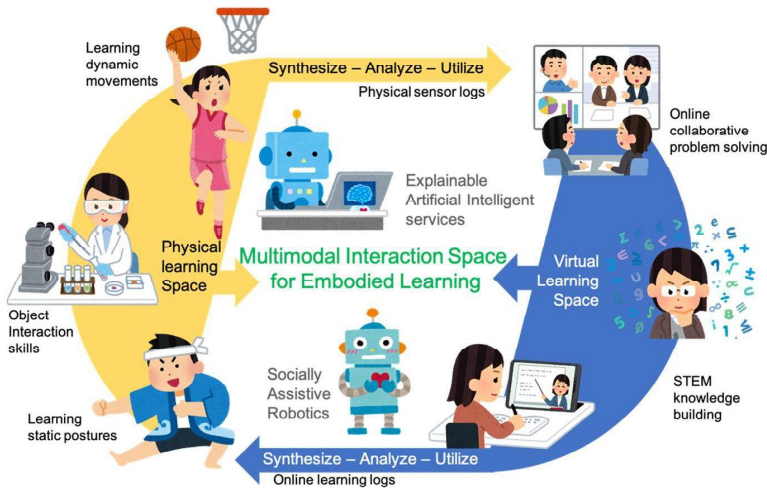 Learning
dynamic
movements
Synthesize – Analyze – Utilize
Physical sensor logs
Online
collaborative
problem solving
Explainable
Artificial Intelligent
services
Physical
learning
Space
Multimodal Interaction Space
for Embodied Learning
Virtual
Learning
Space
Object
Interaction
skills
Socially
Assistive
Robotics
STEM
knowledge
building
Learning
static postures
Synthesize – Analyze – Utilize
Online learning logs